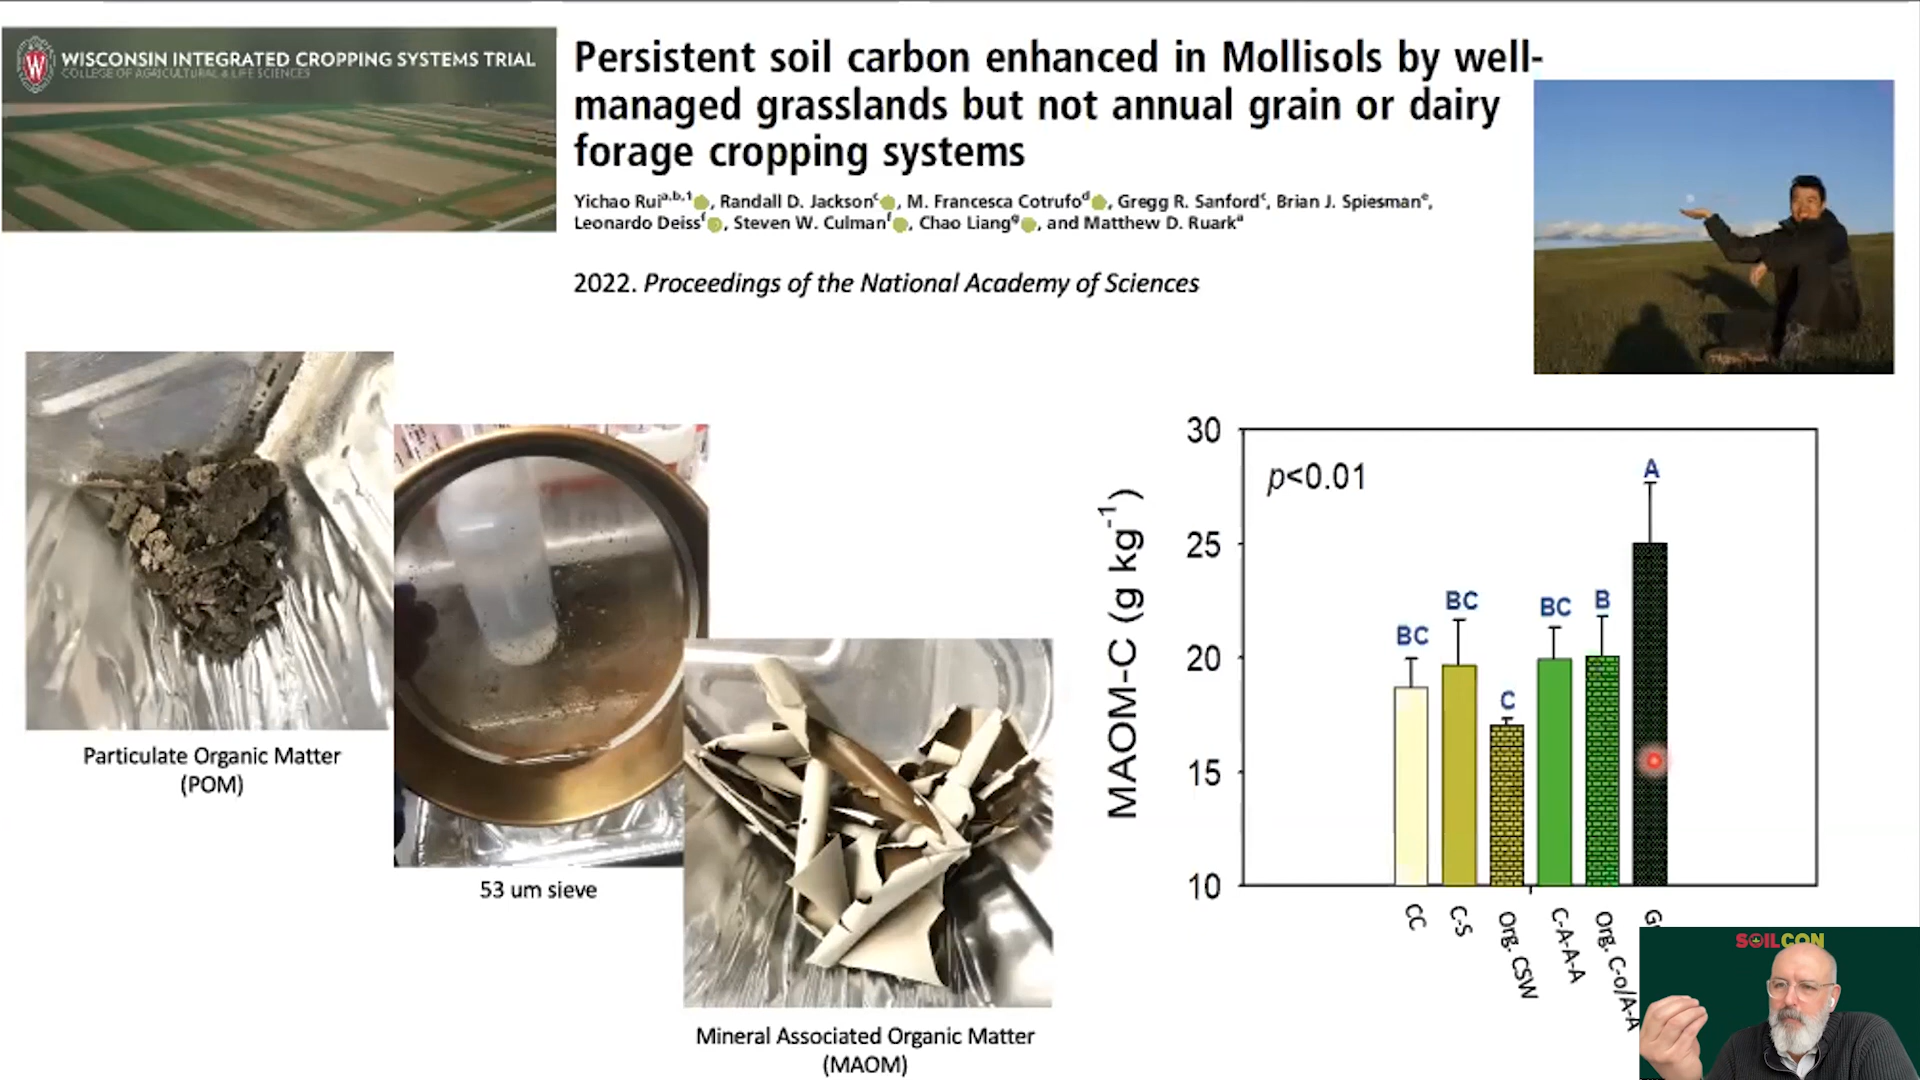 WISCONSIN INTEGRATED CROPPING SYSTEMS TRIAL
COLLEGE OF AGRICULTURAL & LIFE SCIENCES
Persistent soil carbon enhanced in Mollisols by well-
managed grasslands but not annual grain or dairy
forage cropping systems
Yichao Rui a,b,1, Randall D. Jackson c, M. Francesca Cotrufo d, Gregg R. Sanford c, Brian J. Spiesman e,
Leonardo Deiss f, Steven W. Culman f, Chao Liang g, and Matthew D. Ruark a
2022. Proceedings of the National Academy of Sciences
Particulate Organic Matter
(POM)
53 um sieve
Mineral Associated Organic Matter
(MAOM)
MAOM-C (g kg-1)
30
25
20
15
10
p<0.01
BC
BC
C
BC
B
A
CC
C-S
Org. CSW
C-A-A-A
Org. C-o/A-A
SOILCON